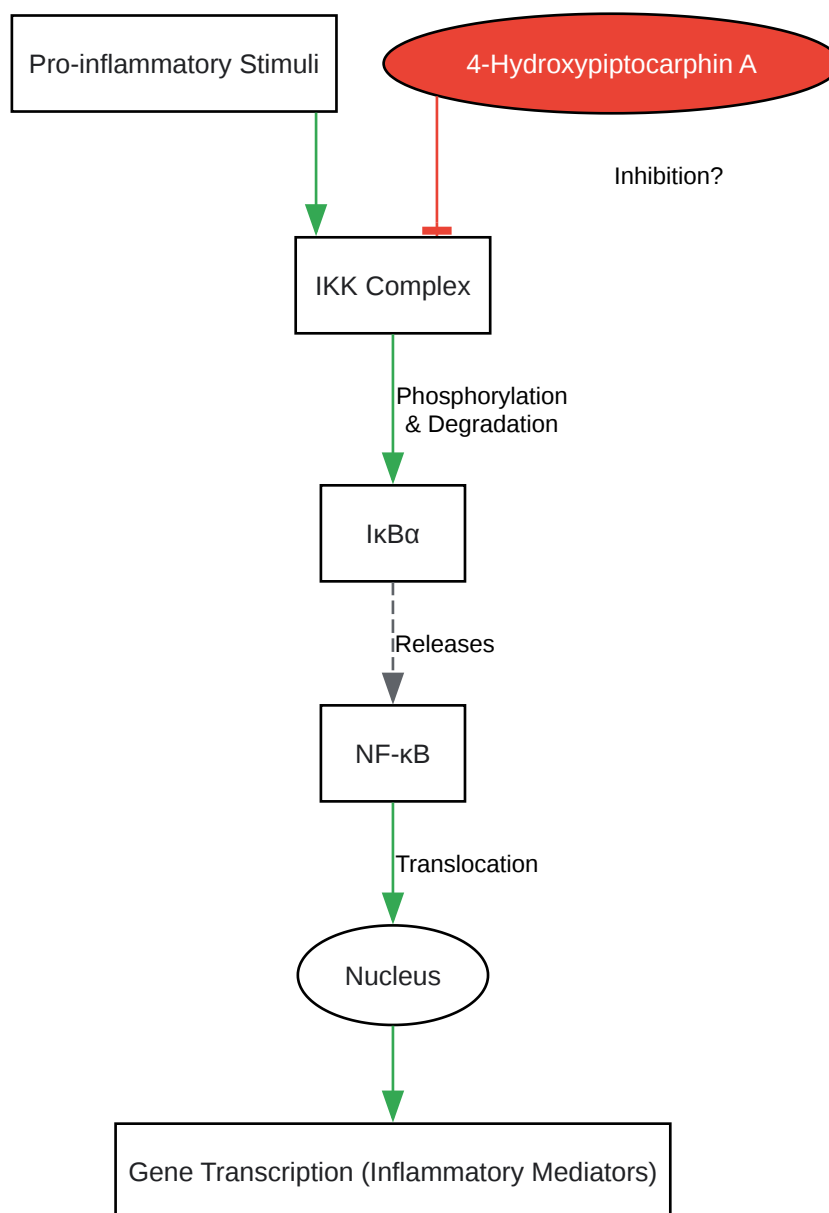 Pro-inflammatory Stimuli
4-Hydroxypiptocarphin A
Inhibition?
IKK Complex
Phosphorylation
& Degradation
IκBα
Releases
NF-κB
Translocation
Nucleus
Gene Transcription (Inflammatory Mediators)